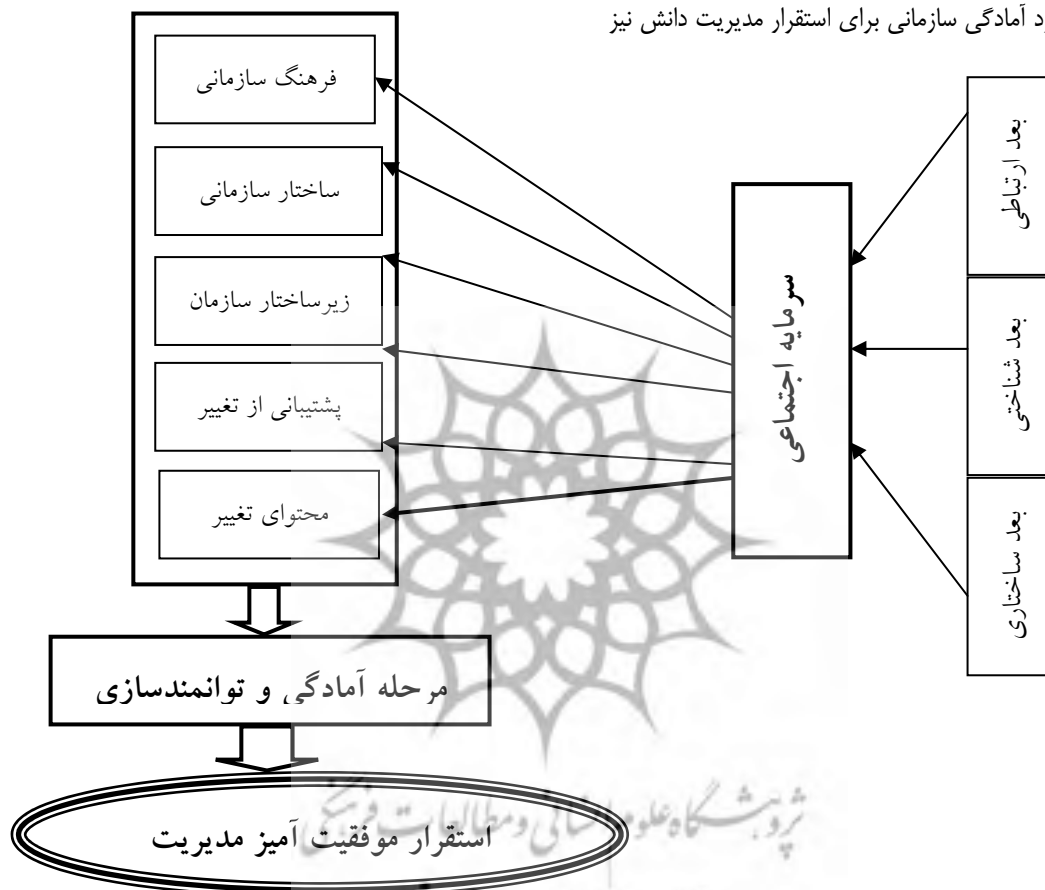 د آمادگی سازمانی برای استقرار مدیریت دانش نیز
بعد ارتباطی
بعد شناختی
بعد ساختاری
سرمایه اجتماعی
فرهنگ سازمانی
ساختار سازمانی
زیرساختار سازمان
پشتیبانی از تغییر
محتوای تغییر
مرحله آمادگی و توانمندسازی
استقرار موفقیت آمیز مدیریت
پژوهشگاه علوم انسانی و مطالعات فرهنگی